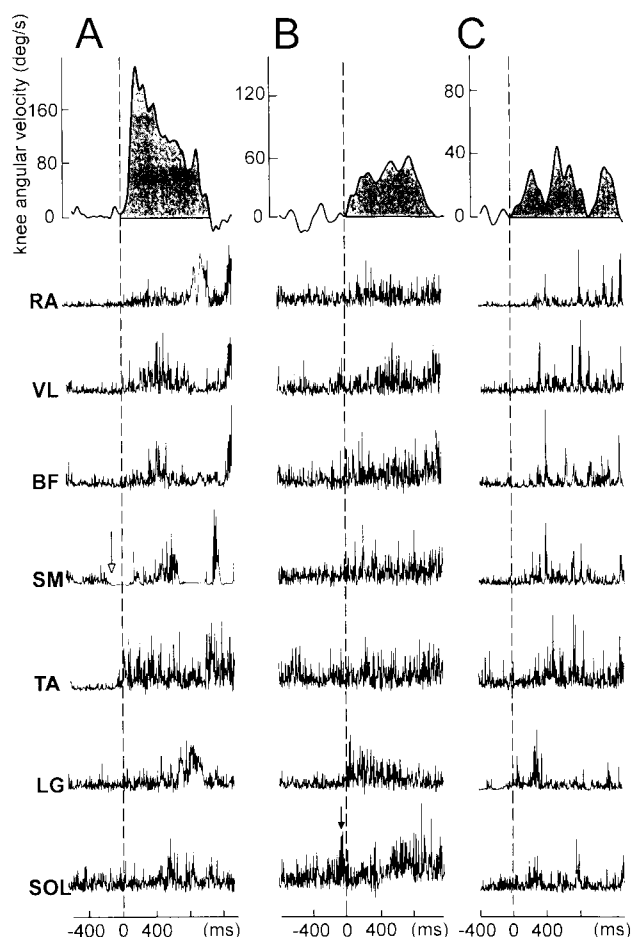 A B C
knee angular velocity (deg/s)
160
80
0
120
60
0
80
40
0
RA
VL
BF
SM
TA
LG
SOL
-400 0 400 (ms) -400 0 400 (ms) -400 0 400 (ms)